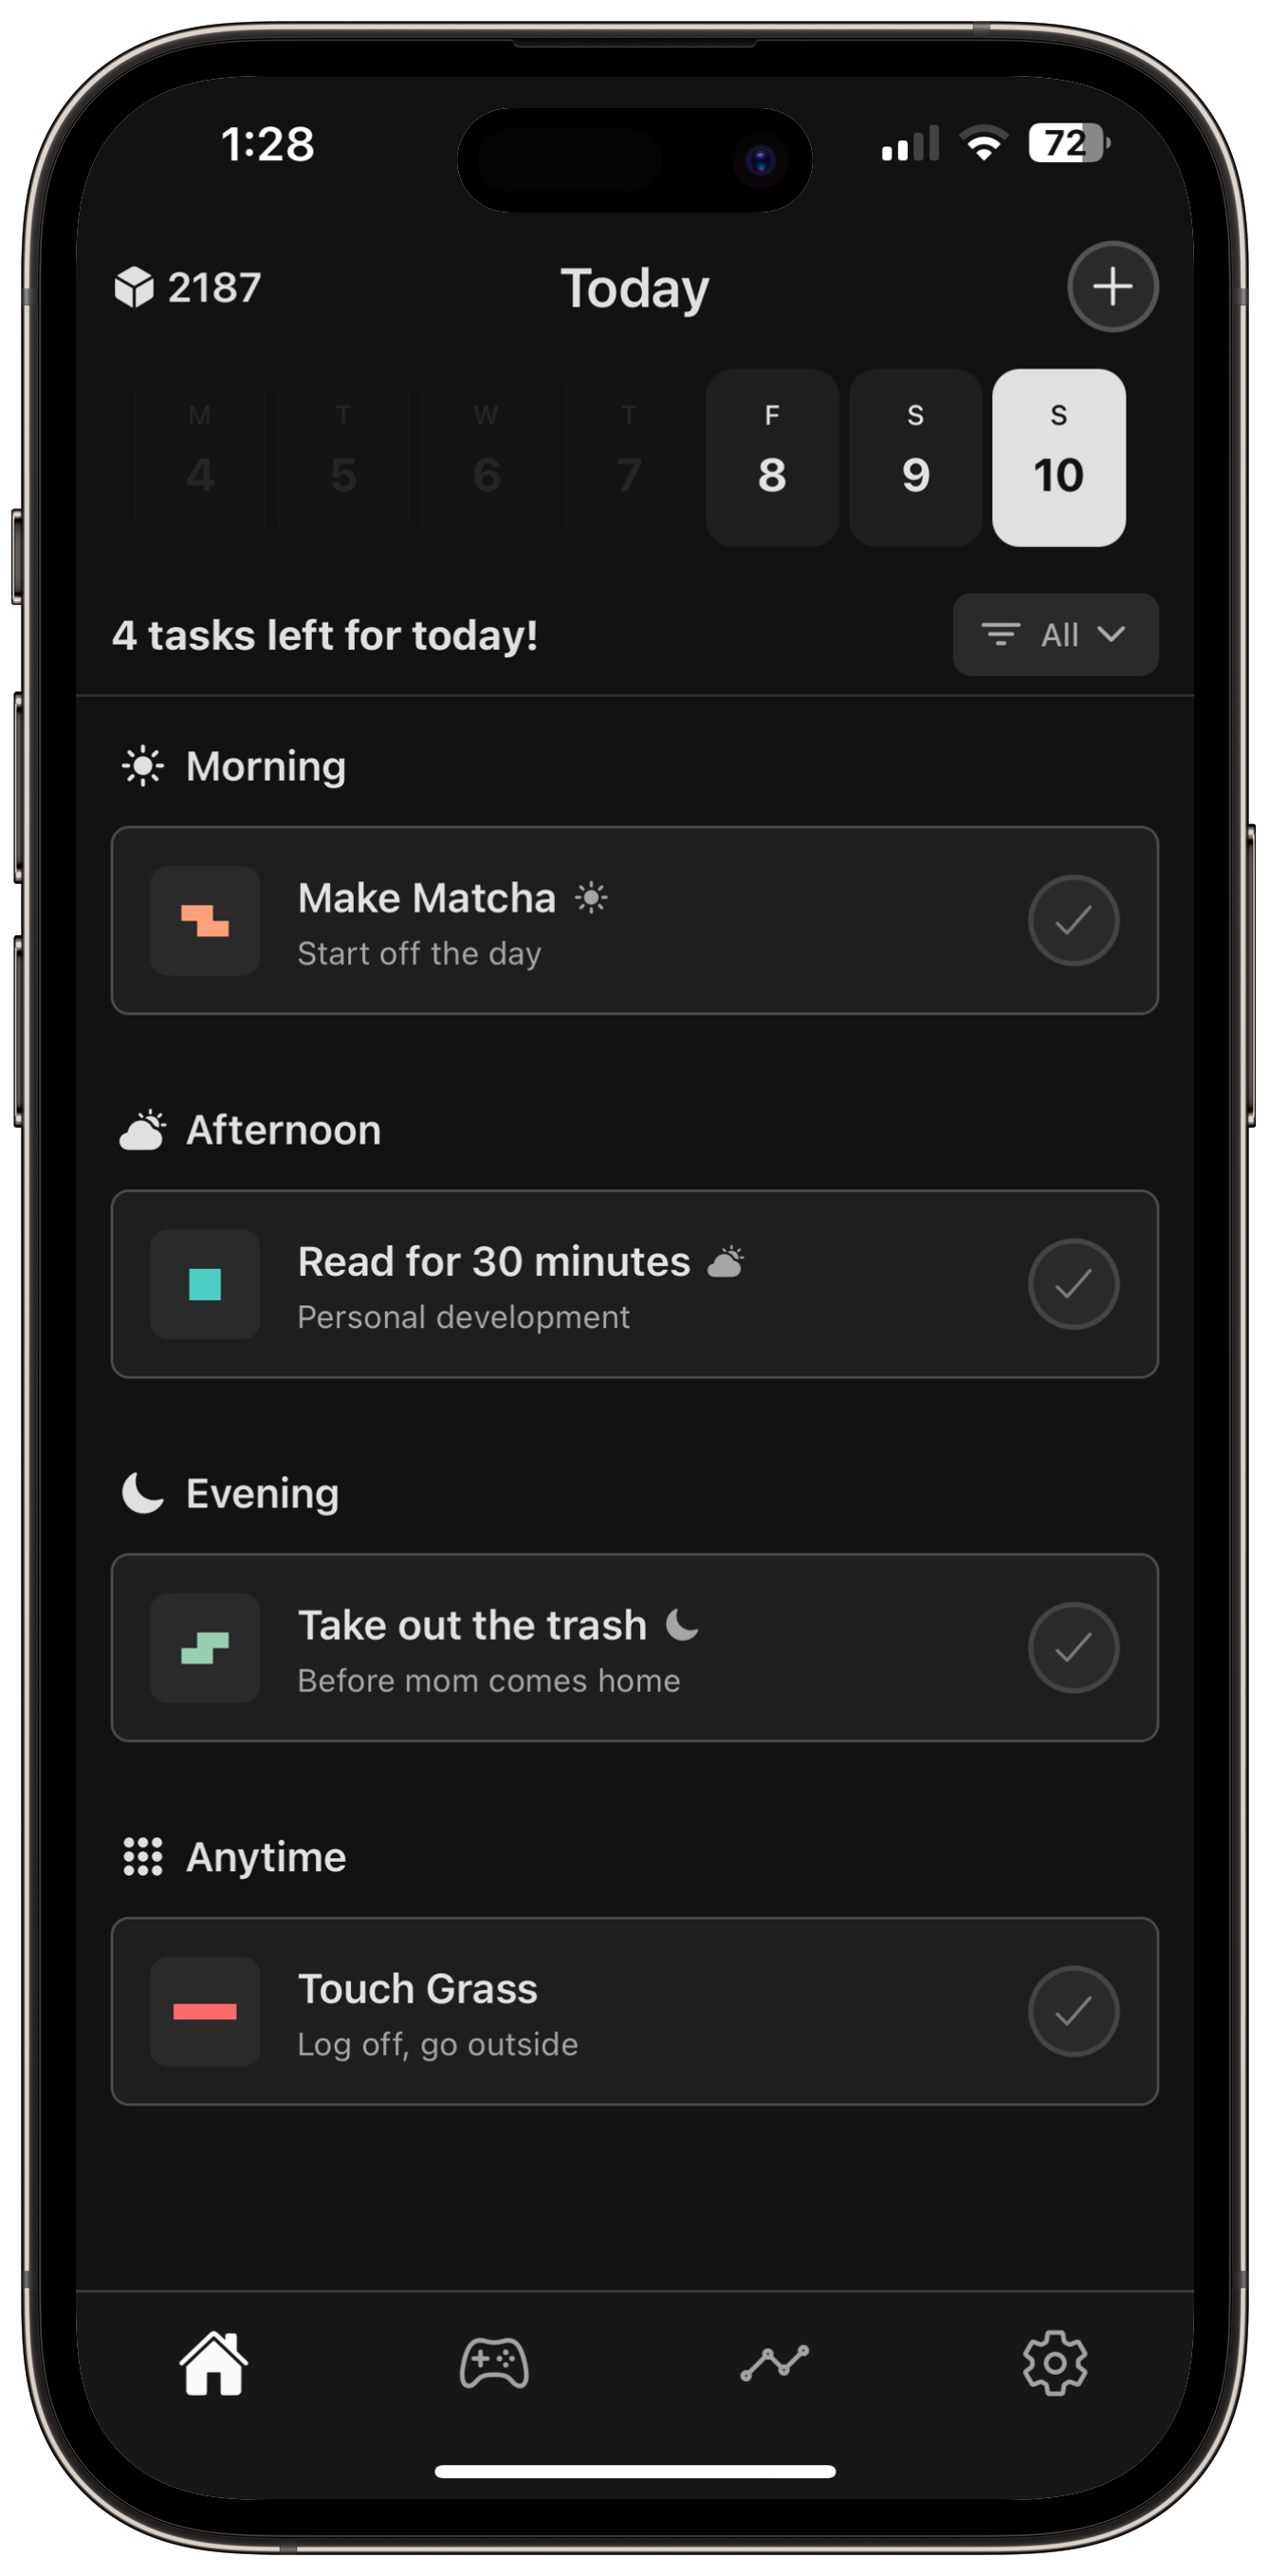 1:28
72
2187 Today
M T W T F S S
4 5 6 7 8 9 10
4 tasks left for today!
All
Morning
Make Matcha
Start off the day
Afternoon
Read for 30 minutes
Personal development
Evening
Take out the trash
Before mom comes home
Anytime
Touch Grass
Log off, go outside